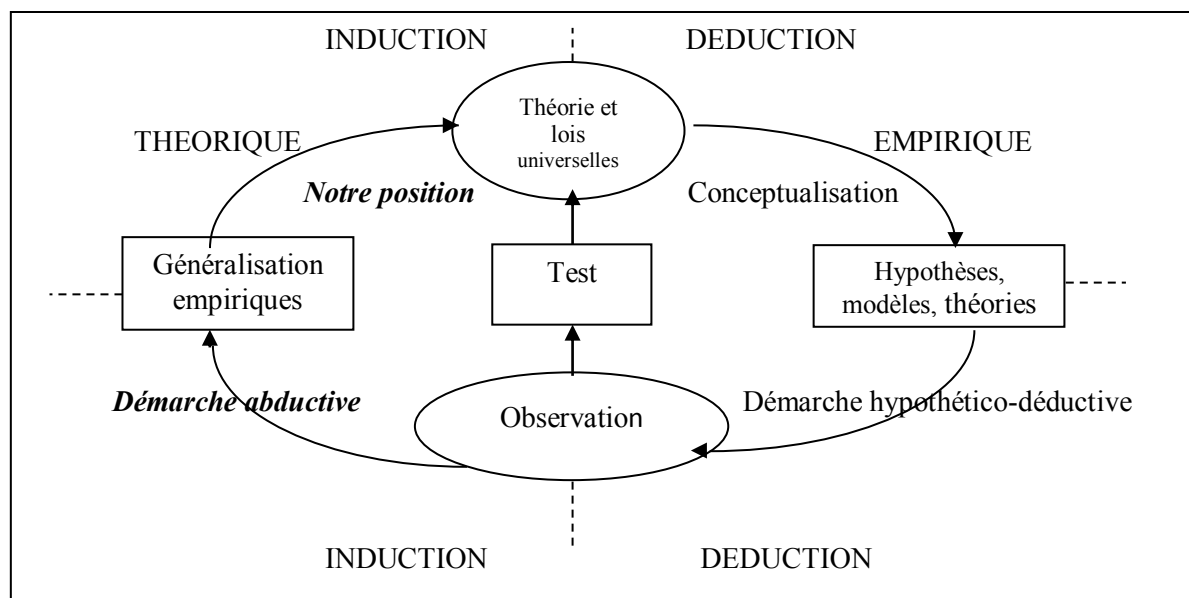 INDUCTION DEDUCTION
Théorie et
lois
universelles
THEORIQUE EMPIRIQUE
Notre position Conceptualisation
Généralisation
empiriques
Test
Hypothèses,
modèles, théories
Démarche abductive Démarche hypothético-déductive
Observation
INDUCTION DEDUCTION